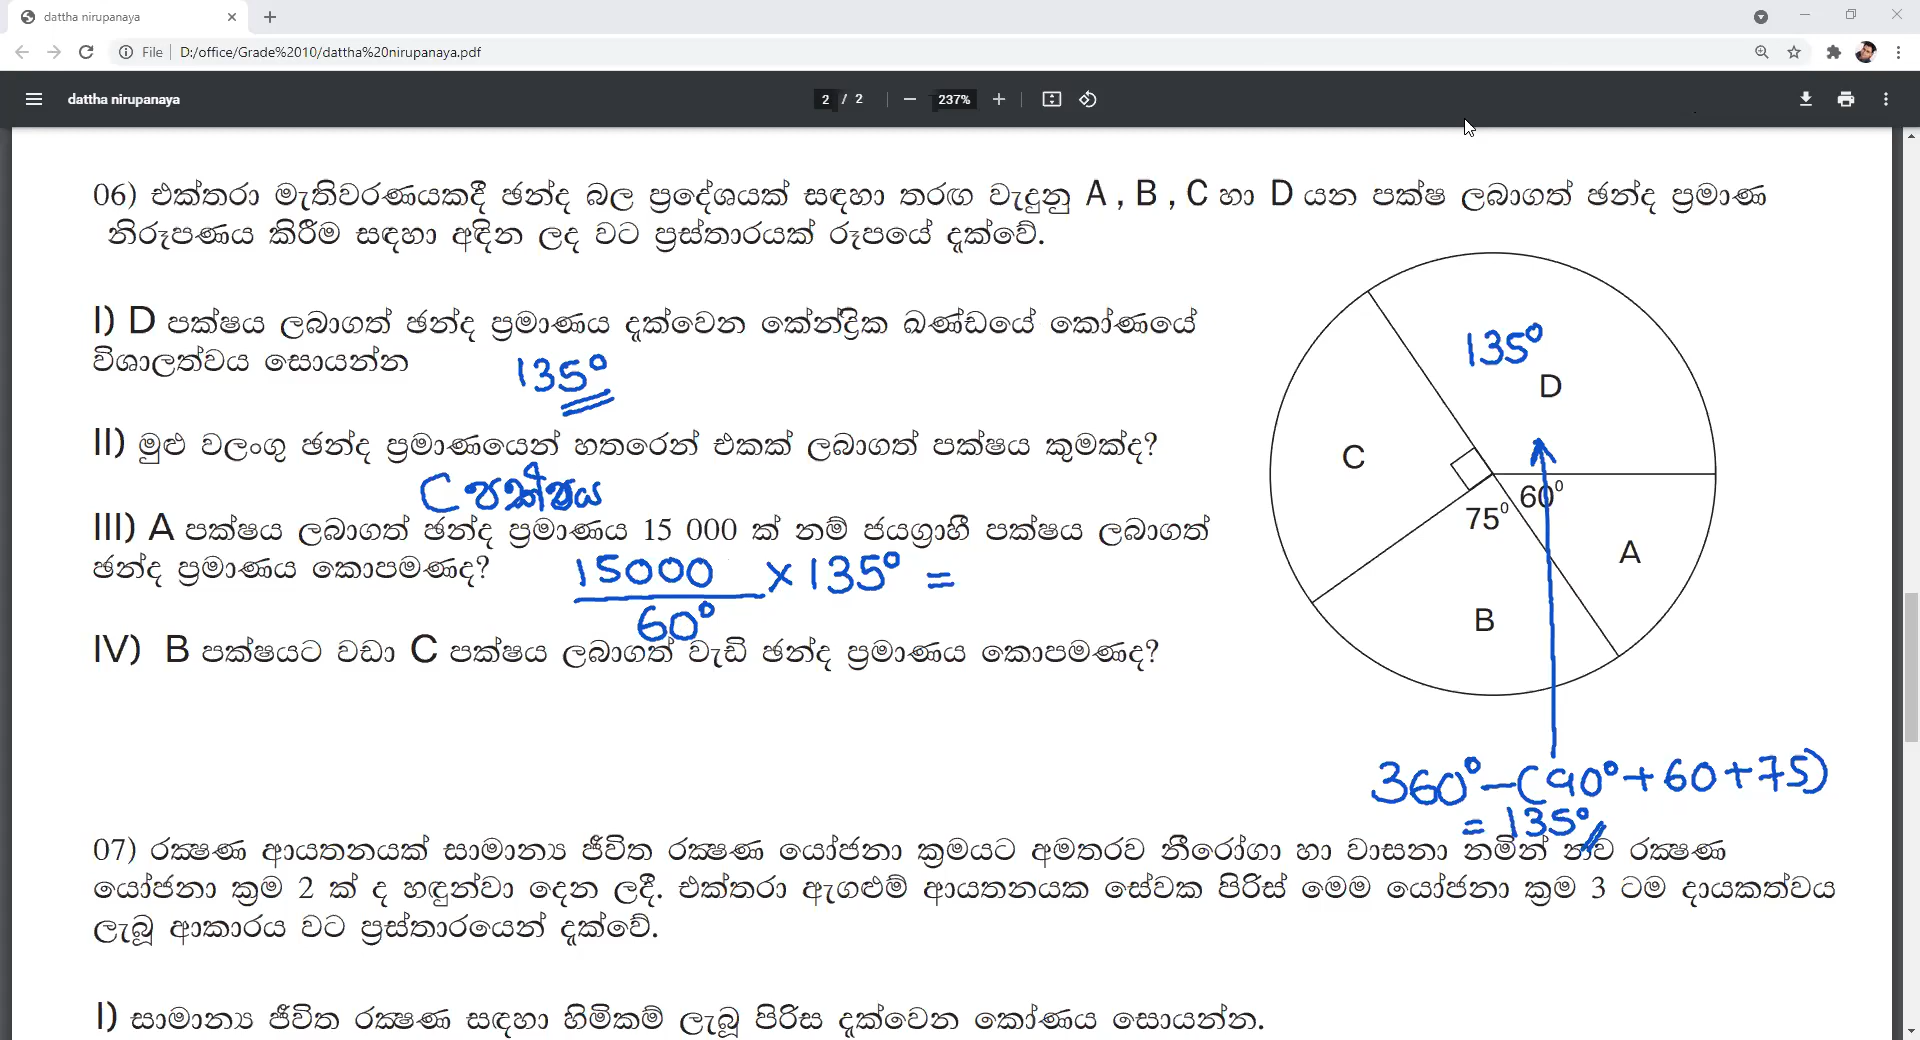 dattha nirupanaya
File D:/office/Grade%2010/dattha%20nirupanaya.pdf
dattha nirupanaya 2 / 2 237%
06) එක්තරා මැතිවරණයකදී ඡන්ද බල ප්‍රදේශයක් සඳහා තරඟ වැදුනු A , B , C හා D යන පක්ෂ ලබාගත් ඡන්ද ප්‍රමාණ
නිරූපණය කිරීම සඳහා අඳින ලද වට ප්‍රස්තාරයක් රූපයේ දැක්වේ.
I) D පක්ෂය ලබාගත් ඡන්ද ප්‍රමාණය දැක්වෙන කේන්ද්‍රික ඛණ්ඩයේ කෝණයේ
විශාලත්වය සොයන්න
135°
II) මුළු වලංගු ඡන්ද ප්‍රමාණයෙන් හතරෙන් එකක් ලබාගත් පක්ෂය කුමක්ද?
C පක්ෂය
III) A පක්ෂය ලබාගත් ඡන්ද ප්‍රමාණය 15 000 ක් නම් ජයග්‍රාහී පක්ෂය ලබාගත්
ඡන්ද ප්‍රමාණය කොපමණද?
15000 × 135° =
60°
IV) B පක්ෂයට වඩා C පක්ෂය ලබාගත් වැඩි ඡන්ද ප්‍රමාණය කොපමණද?
135°
D
C
60⁰
75⁰
A
B
360° – (90° + 60 + 75)
= 135°
07) රක්‍ෂණ ආයතනයක් සාමාන්‍ය ජීවිත රක්‍ෂණ යෝජනා ක්‍රමයට අමතරව නීරෝගා හා වාසනා නමින් නව රක්‍ෂණ
යෝජනා ක්‍රම 2 ක් ද හඳුන්වා දෙන ලදී. එක්තරා ඇගළුම් ආයතනයක සේවක පිරිස් මෙම යෝජනා ක්‍රම 3 ටම දායකත්වය
ලැබූ ආකාරය වට ප්‍රස්තාරයෙන් දැක්වේ.
I) සාමාන්‍ය ජීවිත රක්‍ෂණ සඳහා හිමිකම් ලැබූ පිරිස දැක්වෙන කෝණය සොයන්න.